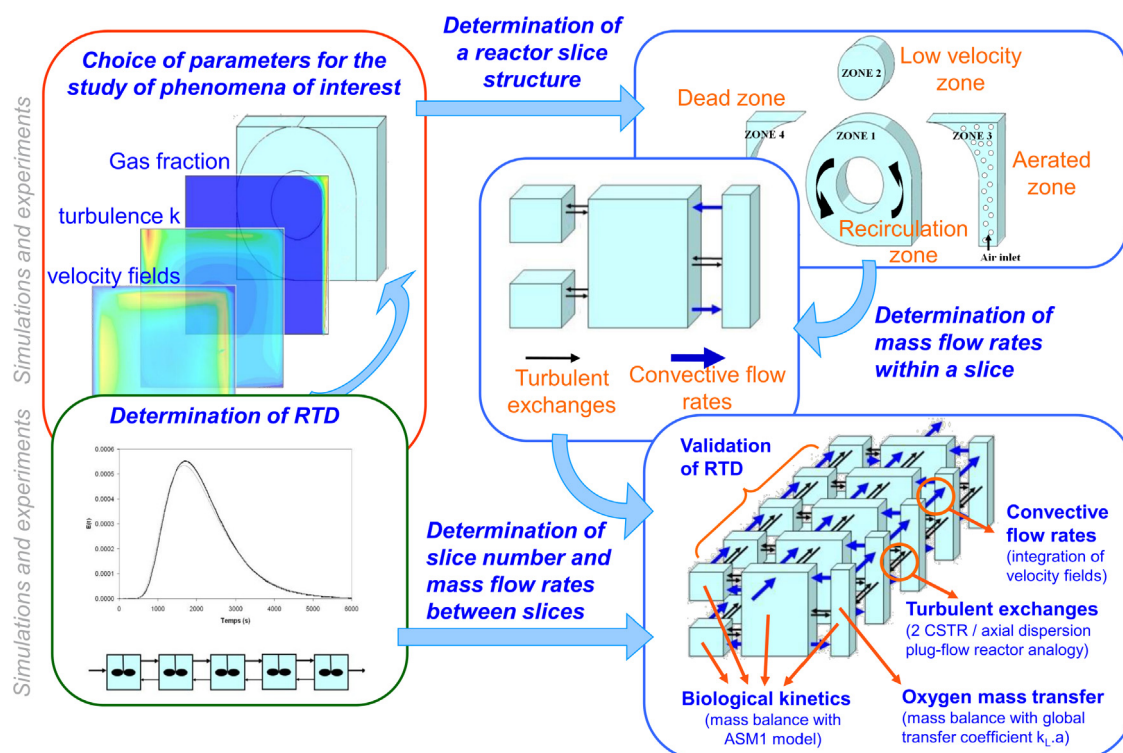 Simulations and experiments
Choice of parameters for the
study of phenomena of interest
Gas fraction
turbulence k
velocity fields
Determination of
a reactor slice
structure
ZONE 2
Low velocity
zone
Dead zone
ZONE 4
ZONE 1
ZONE 3
Aerated
zone
Recirculation
zone
Air inlet
Turbulent
exchanges
Convective flow
rates
Determination of
mass flow rates
within a slice
Simulations and experiments
Determination of RTD
E(t)
0.0006
0.0005
0.0004
0.0003
0.0002
0.0001
0.0000
0 1000 2000 3000 4000 5000 6000
Temps (s)
Determination of
slice number and
mass flow rates
between slices
Validation
of RTD
Convective
flow rates
(integration of
velocity fields)
Turbulent exchanges
(2 CSTR / axial dispersion
plug-flow reactor analogy)
Biological kinetics
(mass balance with
ASM1 model)
Oxygen mass transfer
(mass balance with global
transfer coefficient kL.a)